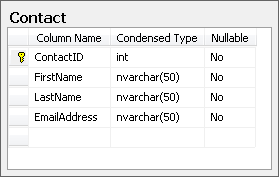 Contact
Column Name Condensed Type Nullable
ContactID int No
FirstName nvarchar(50) No
LastName nvarchar(50) No
EmailAddress nvarchar(50) No